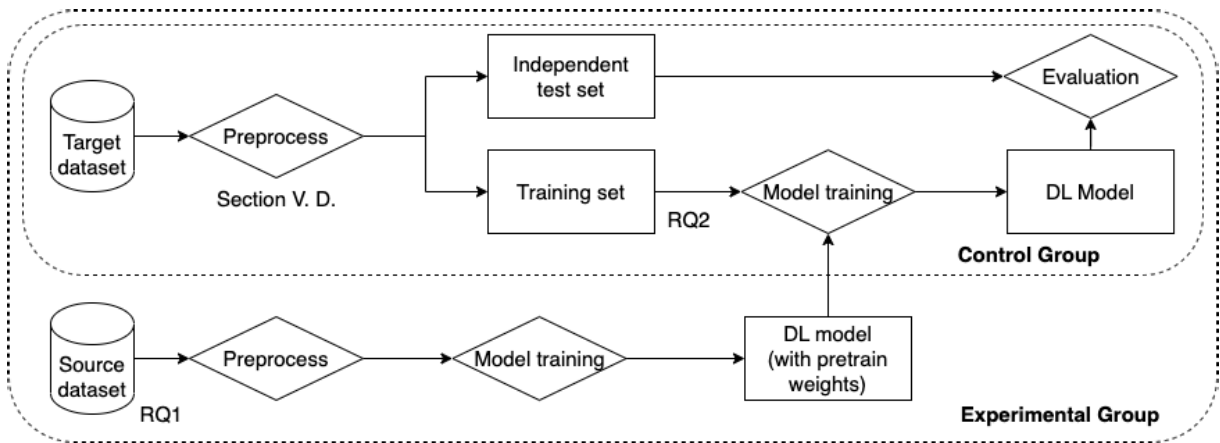 Target
dataset
Preprocess
Section V. D.
Independent
test set
Training set
RQ2
Model training
Evaluation
DL Model
Control Group
Source
dataset
RQ1
Preprocess
Model training
DL model
(with pretrain
weights)
Experimental Group